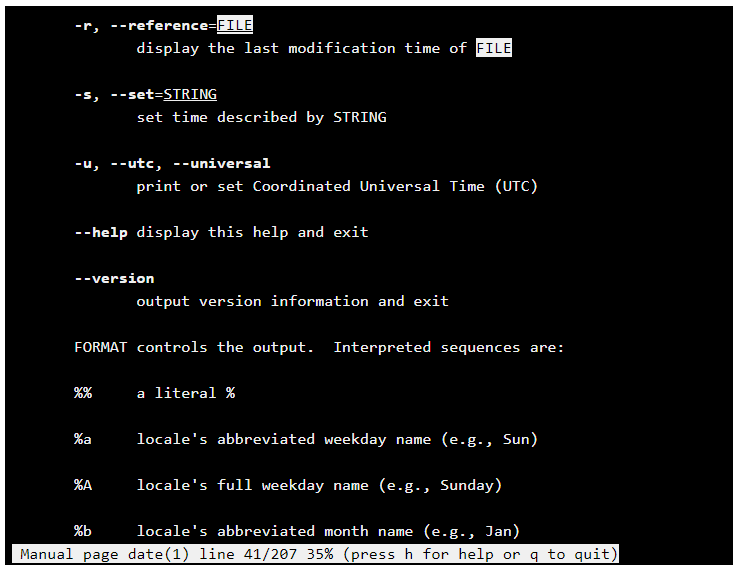 -r, --reference=FILE
display the last modification time of FILE
-s, --set=STRING
set time described by STRING
-u, --utc, --universal
print or set Coordinated Universal Time (UTC)
--help display this help and exit
--version
output version information and exit
FORMAT controls the output.  Interpreted sequences are:
%%     a literal %
%a     locale's abbreviated weekday name (e.g., Sun)
%A     locale's full weekday name (e.g., Sunday)
%b     locale's abbreviated month name (e.g., Jan)
Manual page date(1) line 41/207 35% (press h for help or q to quit)